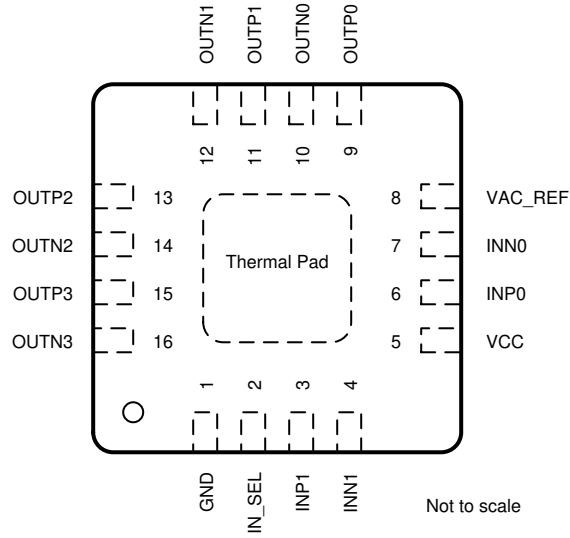 OUTN1
OUTP1
OUTN0
OUTP0
12
11
10
9
OUTP2
13
8
VAC_REF
OUTN2
14
7
INN0
Thermal Pad
OUTP3
15
6
INP0
OUTN3
16
5
VCC
1
2
3
4
GND
IN_SEL
INP1
INN1
Not to scale